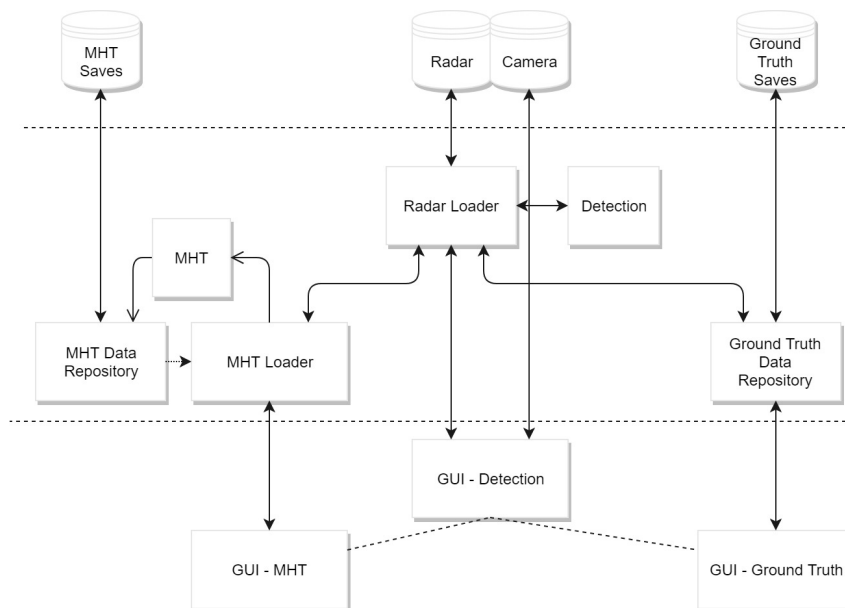 MHT
Saves
Radar
Camera
Ground
Truth
Saves
Radar Loader
Detection
MHT
MHT Data
Repository
MHT Loader
Ground Truth
Data
Repository
GUI - Detection
GUI - MHT
GUI - Ground Truth